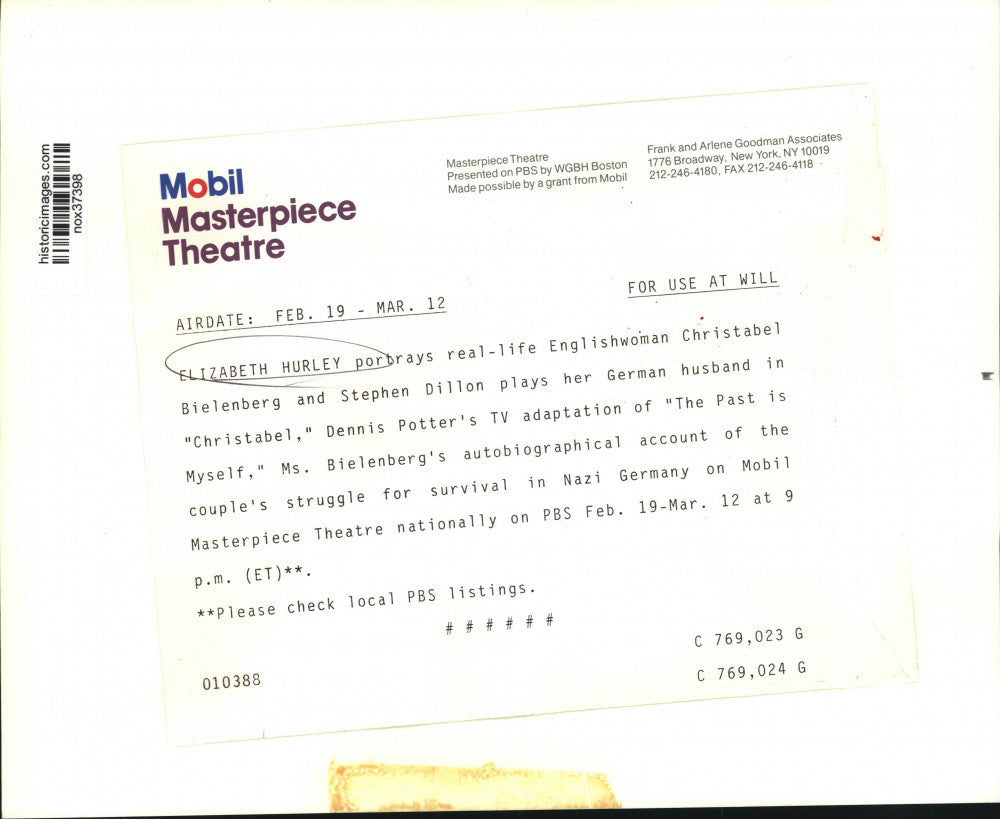 historicimages.com
nox37398
Mobil
Masterpiece
Theatre
Masterpiece Theatre
Presented on PBS by WGBH Boston
Made possible by a grant from Mobil
Frank and Arlene Goodman Associates
1776 Broadway, New York, NY 10019
212-246-4180, FAX 212-246-4118
AIRDATE: FEB. 19 - MAR. 12
FOR USE AT WILL
ELIZABETH HURLEY portrays real-life Englishwoman Christabel
Bielenberg and Stephen Dillon plays her German husband in
"Christabel," Dennis Potter's TV adaptation of "The Past is
Myself," Ms. Bielenberg's autobiographical account of the
couple's struggle for survival in Nazi Germany on Mobil
Masterpiece Theatre nationally on PBS Feb. 19-Mar. 12 at 9
p.m. (ET)**.
**Please check local PBS listings.
# # # # # #
C 769,023 G
C 769,024 G
010388